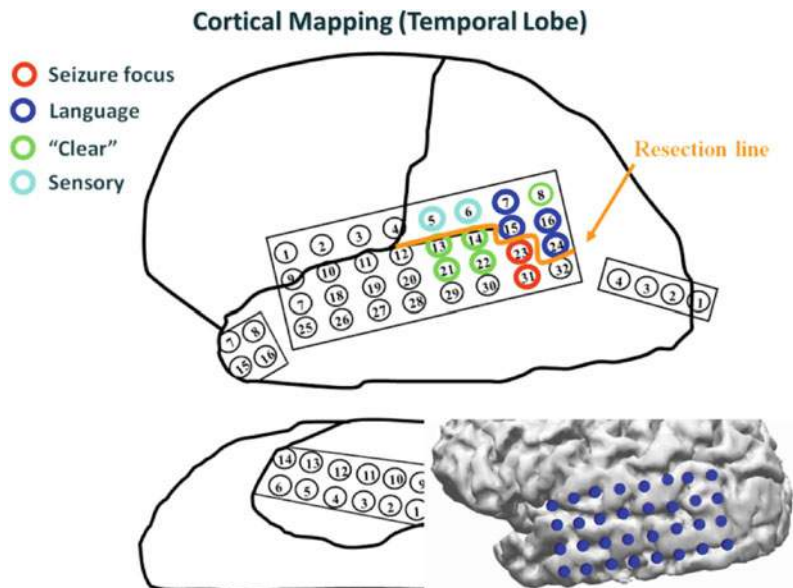 Cortical Mapping (Temporal Lobe)
Seizure focus
Language
"Clear"
Sensory
Resection line
1 2 3 4 5 6 7 8
9 10 11 12 13 14 15 16
7 18 19 20 21 22 23 24
25 26 27 28 29 30 31 32
4 3 2 1
7 8
15 16
14 13 12 11 10 9
6 5 4 3 2 1